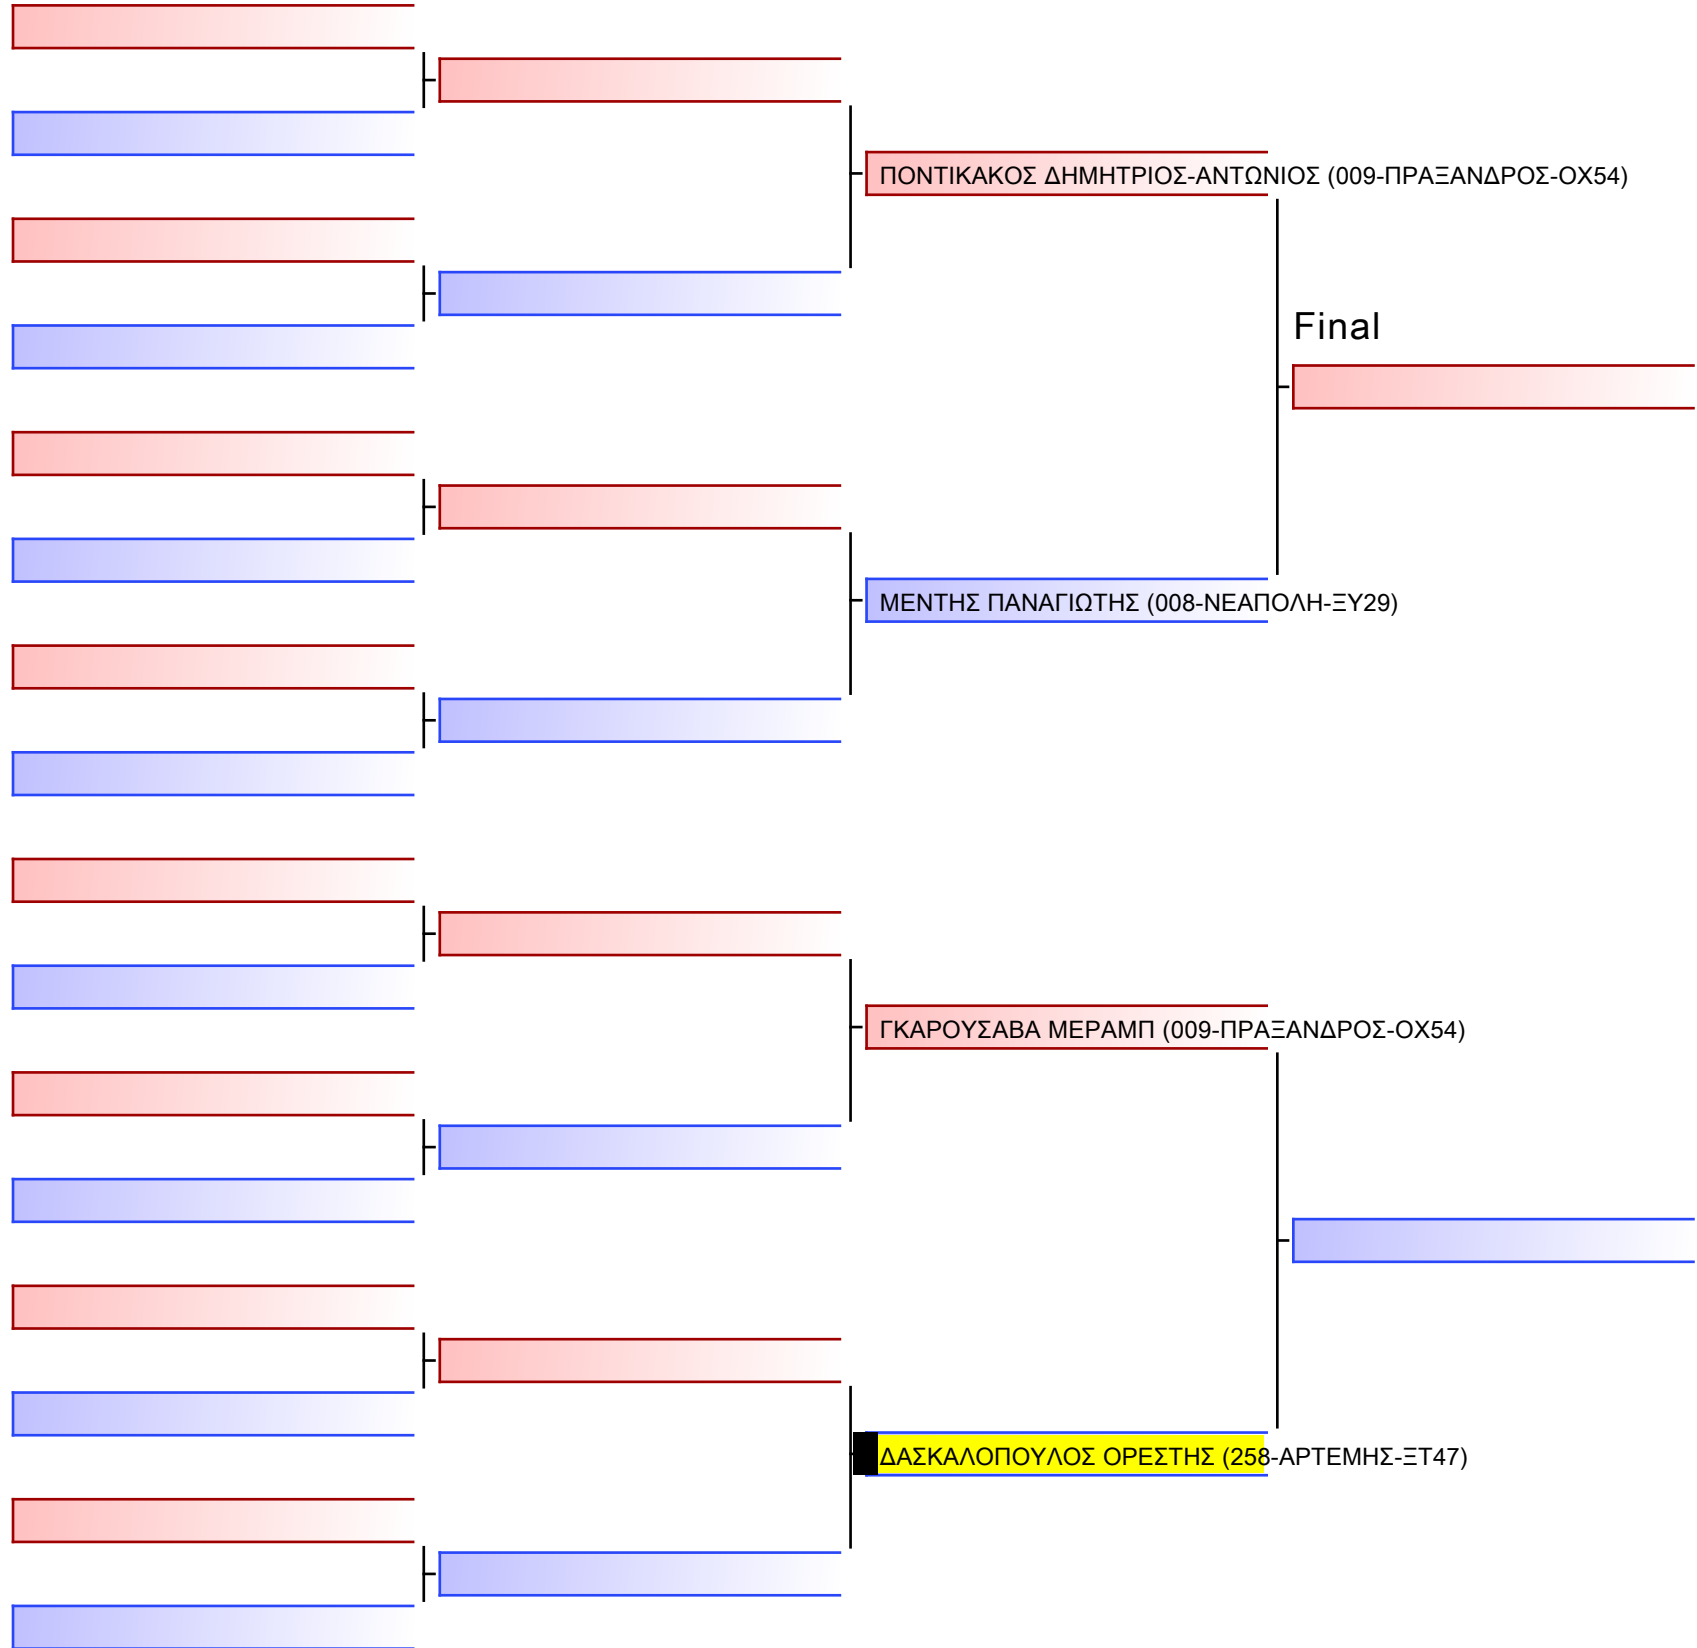 ΠΟΝΤΙΚΑΚΟΣ ΔΗΜΗΤΡΙΟΣ-ΑΝΤΩΝΙΟΣ (009-ΠΡΑΞΑΝΔΡΟΣ-ΟΧ54)
Final
ΜΕΝΤΗΣ ΠΑΝΑΓΙΩΤΗΣ (008-ΝΕΑΠΟΛΗ-ΞΥ29)
ΓΚΑΡΟΥΣΑΒΑ ΜΕΡΑΜΠ (009-ΠΡΑΞΑΝΔΡΟΣ-ΟΧ54)
ΔΑΣΚΑΛΟΠΟΥΛΟΣ ΟΡΕΣΤΗΣ (258-ΑΡΤΕΜΗΣ-ΞΤ47)